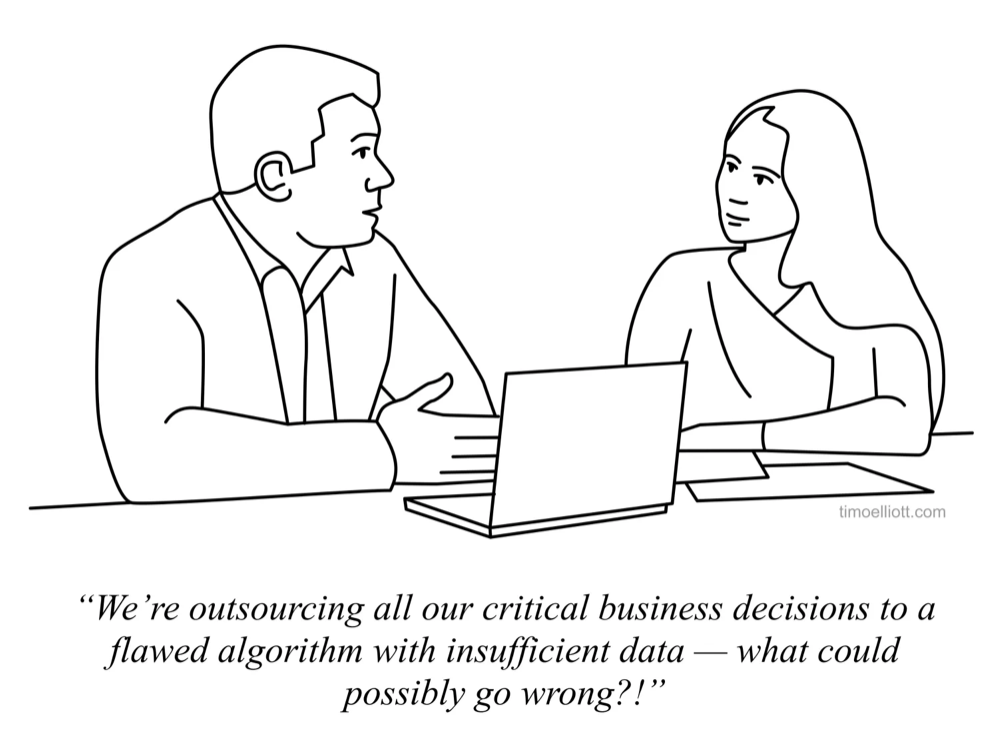 timoelliott.com
“We’re outsourcing all our critical business decisions to a
flawed algorithm with insufficient data — what could
possibly go wrong?!”